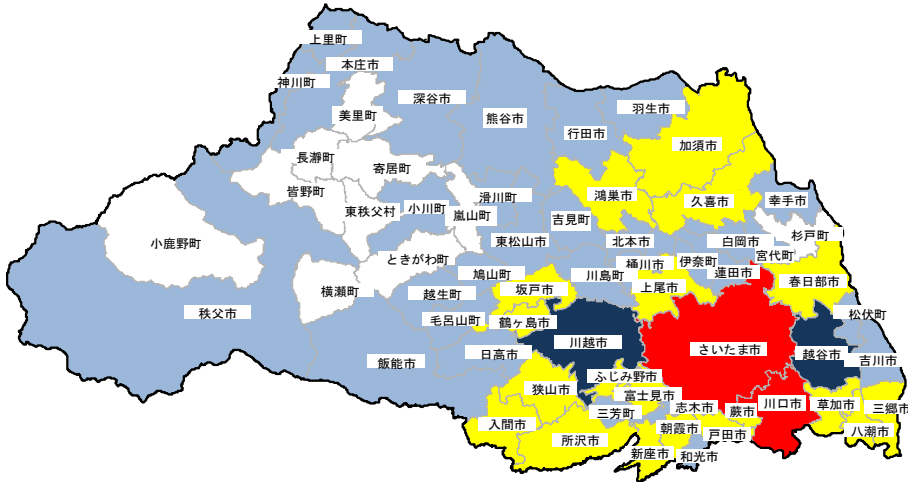 上里町
本庄市
神川町
深谷市
美里町
熊谷市
羽生市
行田市
加須市
長瀞町
寄居町
皆野町
滑川町
鴻巣市
久喜市
幸手市
東秩父村
小川町
嵐山町
吉見町
小鹿野町
東松山市
北本市
白岡市
杉戸町
ときがわ町
桶川市
伊奈町
宮代町
鳩山町
川島町
蓮田市
春日部市
横瀬町
越生町
坂戸市
上尾市
秩父市
毛呂山町
鶴ヶ島市
松伏町
川越市
さいたま市
越谷市
吉川市
飯能市
日高市
ふじみ野市
狭山市
富士見市
三芳町
志木市
蕨市
川口市
草加市
三郷市
入間市
所沢市
朝霞市
戸田市
八潮市
新座市
和光市